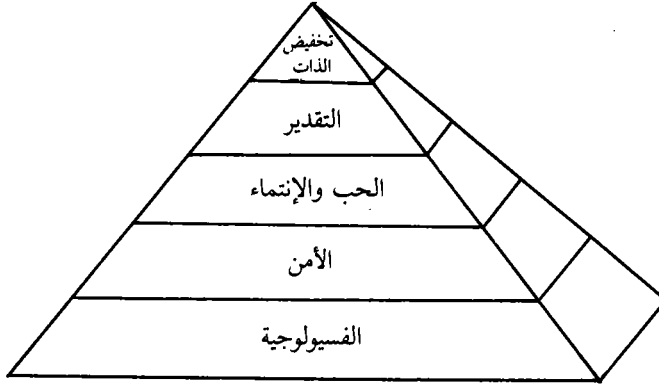 تخفيض
الذات
التقدير
الحب والإنتماء
الأمن
الفسيولوجية